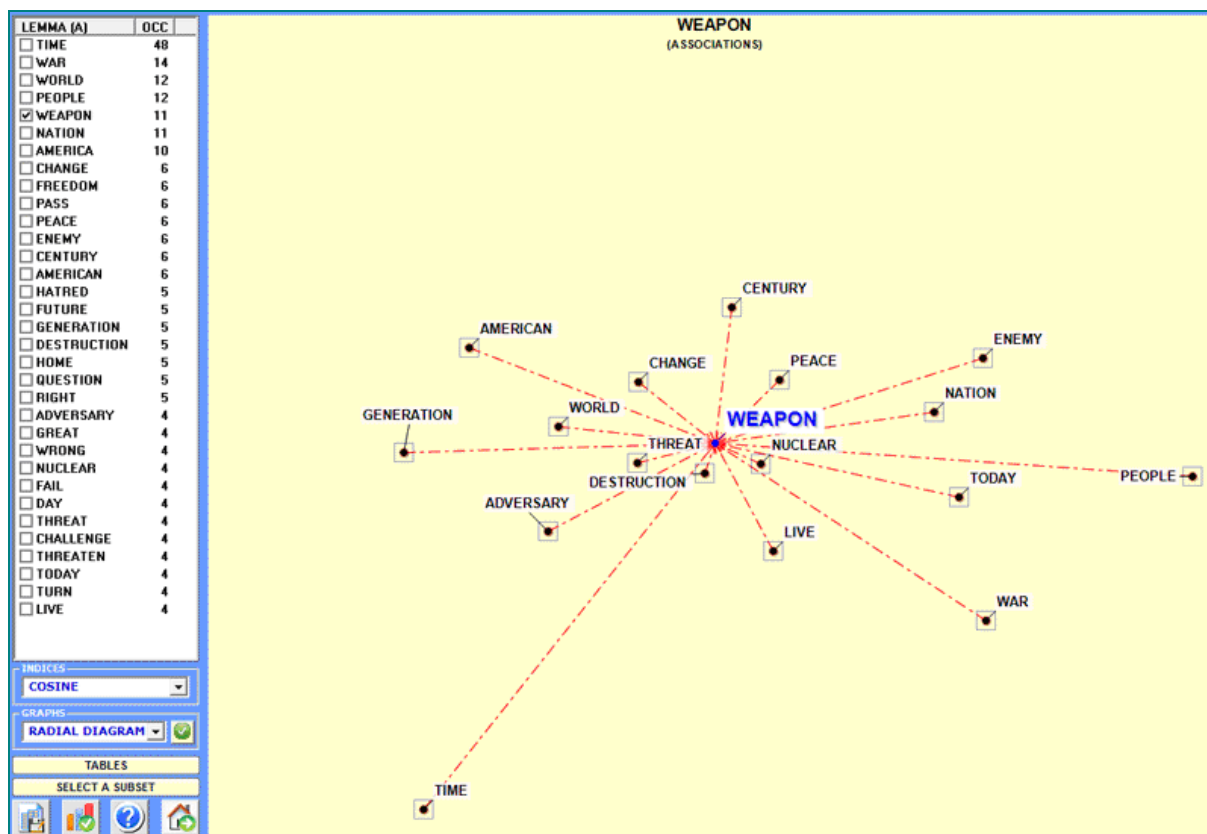 LEMMA (A) OCC
TIME 48
WAR 14
WORLD 12
PEOPLE 12
WEAPON 11
NATION 11
AMERICA 10
CHANGE 6
FREEDOM 6
PASS 6
PEACE 6
ENEMY 6
CENTURY 6
AMERICAN 6
HATRED 5
FUTURE 5
GENERATION 5
DESTRUCTION 5
HOME 5
QUESTION 5
RIGHT 5
ADVERSARY 4
GREAT 4
WRONG 4
NUCLEAR 4
FAIL 4
DAY 4
THREAT 4
CHALLENGE 4
THREATEN 4
TODAY 4
TURN 4
LIVE 4
INDICES
COSINE
GRAPHS
RADIAL DIAGRAM
TABLES
SELECT A SUBSET
WEAPON
(ASSOCIATIONS)
CENTURY
AMERICAN
ENEMY
CHANGE
PEACE
NATION
WORLD
GENERATION
WEAPON
THREAT
NUCLEAR
DESTRUCTION
TODAY
PEOPLE
ADVERSARY
LIVE
WAR
TIME